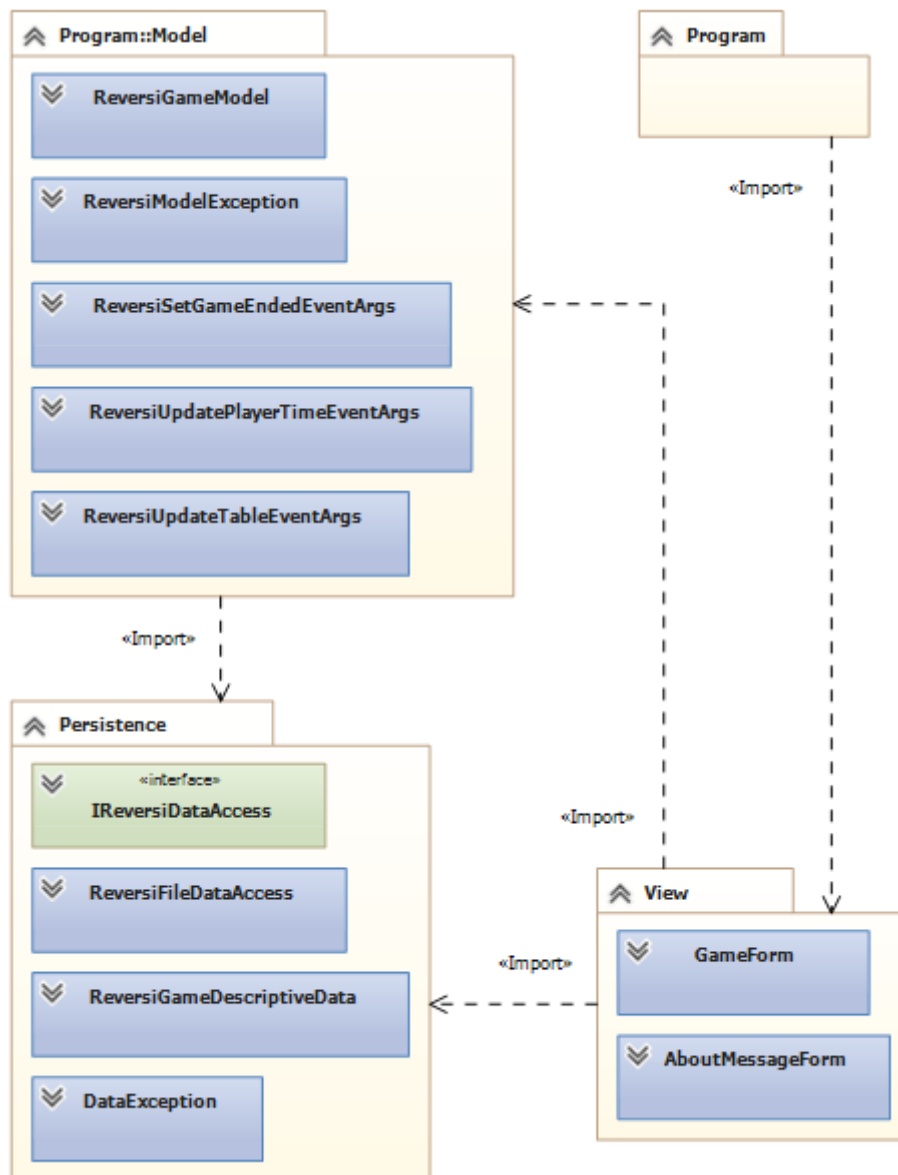 Program::Model
ReversiGameModel
ReversiModelException
ReversiSetGameEndedEventArgs
ReversiUpdatePlayerTimeEventArgs
ReversiUpdateTableEventArgs
Program
«Import»
«Import»
«Import»
Persistence
«interface»
IReversiDataAccess
ReversiFileDataAccess
ReversiGameDescriptiveData
DataException
«Import»
View
GameForm
AboutMessageForm